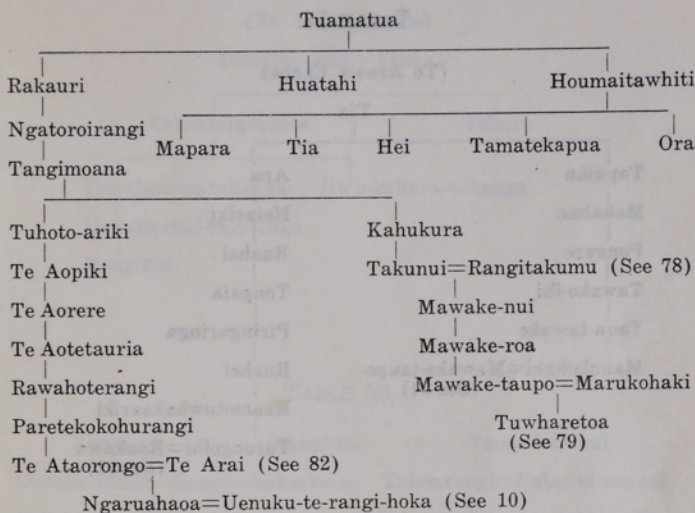 Tuamatua
Rakauri Huatahi Houmaitawhiti
Ngatoroirangi
Mapara Tia Hei Tamatekapua Ora
Tangimoana
Tuhoto-ariki Kahukura
Te Aopiki Takunui=Rangitakumu (See 78)
Te Aorere Mawake-nui
Te Aotetauria Mawake-roa
Rawahoterangi Mawake-taupo=Marukohaki
Paretekokohurangi Tuwharetoa
(See 79)
Te Ataorongo=Te Arai (See 82)
Ngaruahaoa=Uenuku-te-rangi-hoka (See 10)